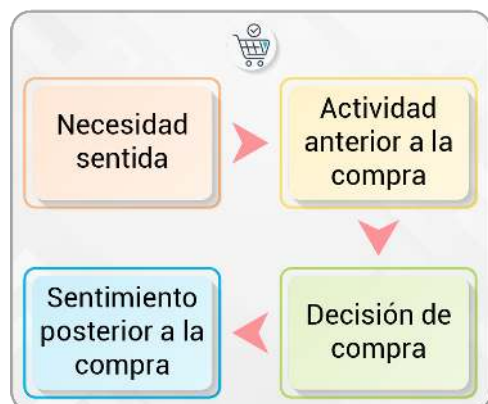 Necesidad
sentida
Actividad
anterior a la
compra
Decisión de
compra
Sentimiento
posterior a la
compra